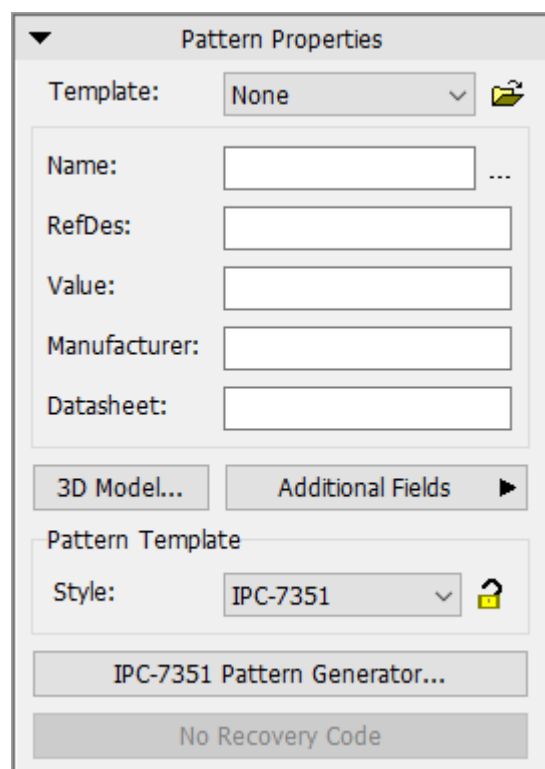 Pattern Properties
Template: None
Name: ...
RefDes:
Value:
Manufacturer:
Datasheet:
3D Model... Additional Fields
Pattern Template
Style: IPC-7351
IPC-7351 Pattern Generator...
No Recovery Code